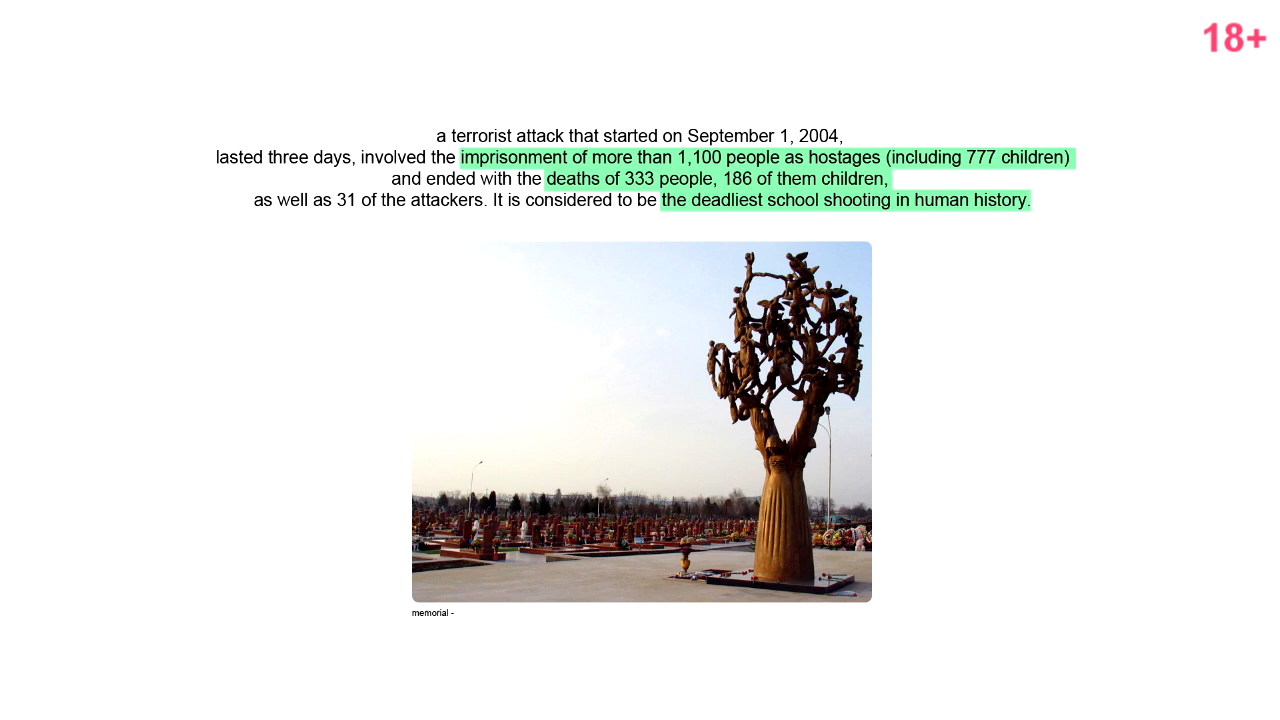 18+
a terrorist attack that started on September 1, 2004,
lasted three days, involved the imprisonment of more than 1,100 people as hostages (including 777 children)
and ended with the deaths of 333 people, 186 of them children,
as well as 31 of the attackers. It is considered to be the deadliest school shooting in human history.
memorial -